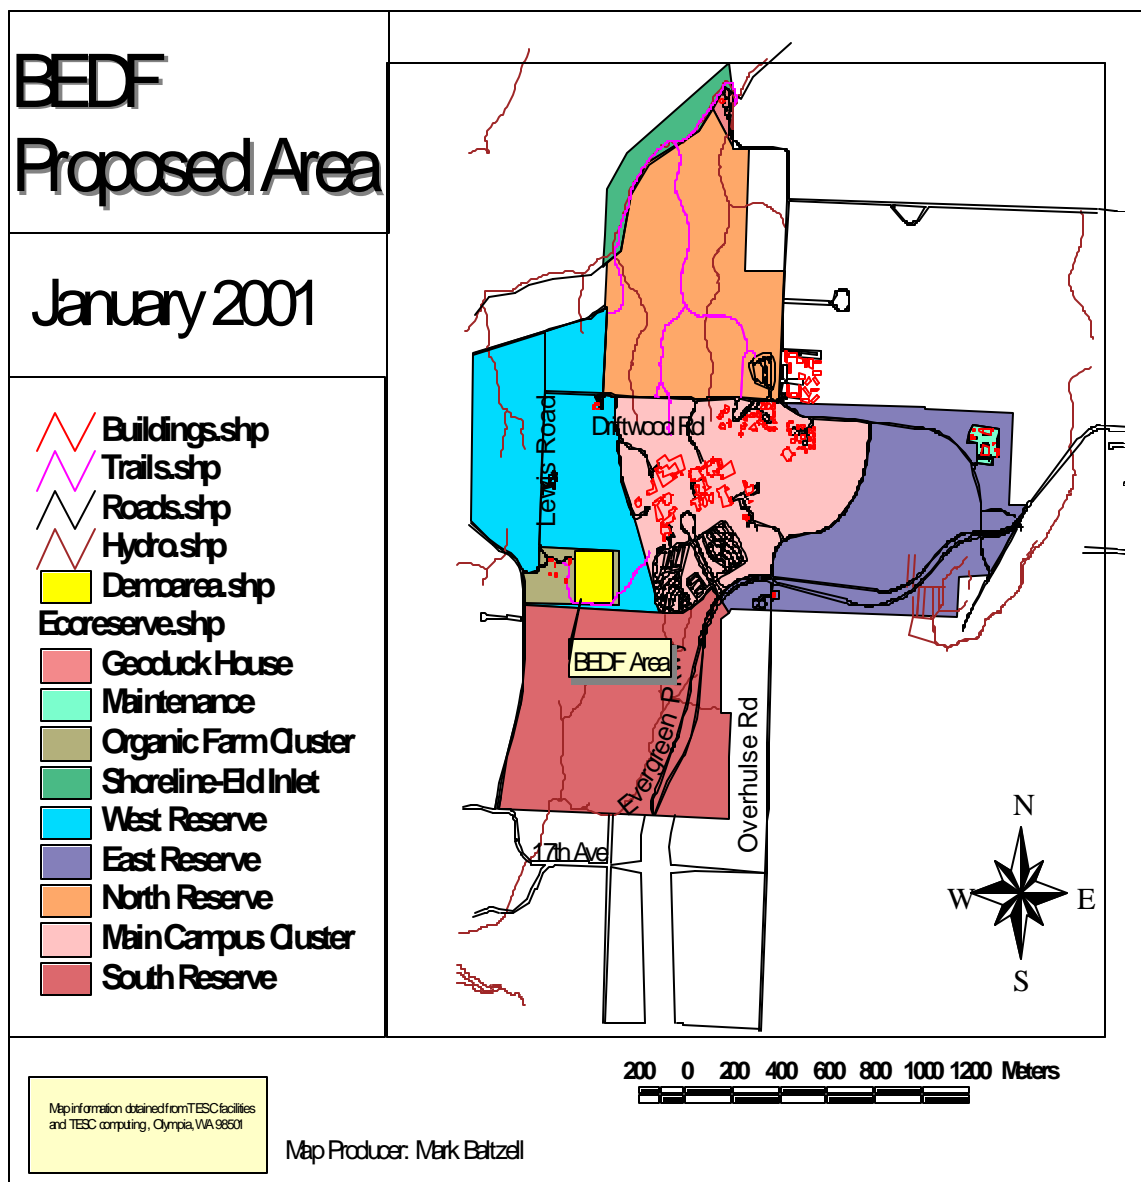 BEDF
Proposed Area
January 2001
Buildings.shp
Trails.shp
Roads.shp
Hydro.shp
Demoarea.shp
Ecoreserve.shp
Geoduck House
Maintenance
Organic Farm Cluster
Shoreline-Eld Inlet
West Reserve
East Reserve
North Reserve
Main Campus Cluster
South Reserve
Driftwood Rd
Lewis Road
BEDF Area
Evergreen Pkwy
Overhulse Rd
17th Ave
N
W
E
S
200 0 200 400 600 800 1000 1200 Meters
Map information obtained from TESC facilities
and TESC computing, Olympia, WA 98501
Map Producer: Mark Baltzell